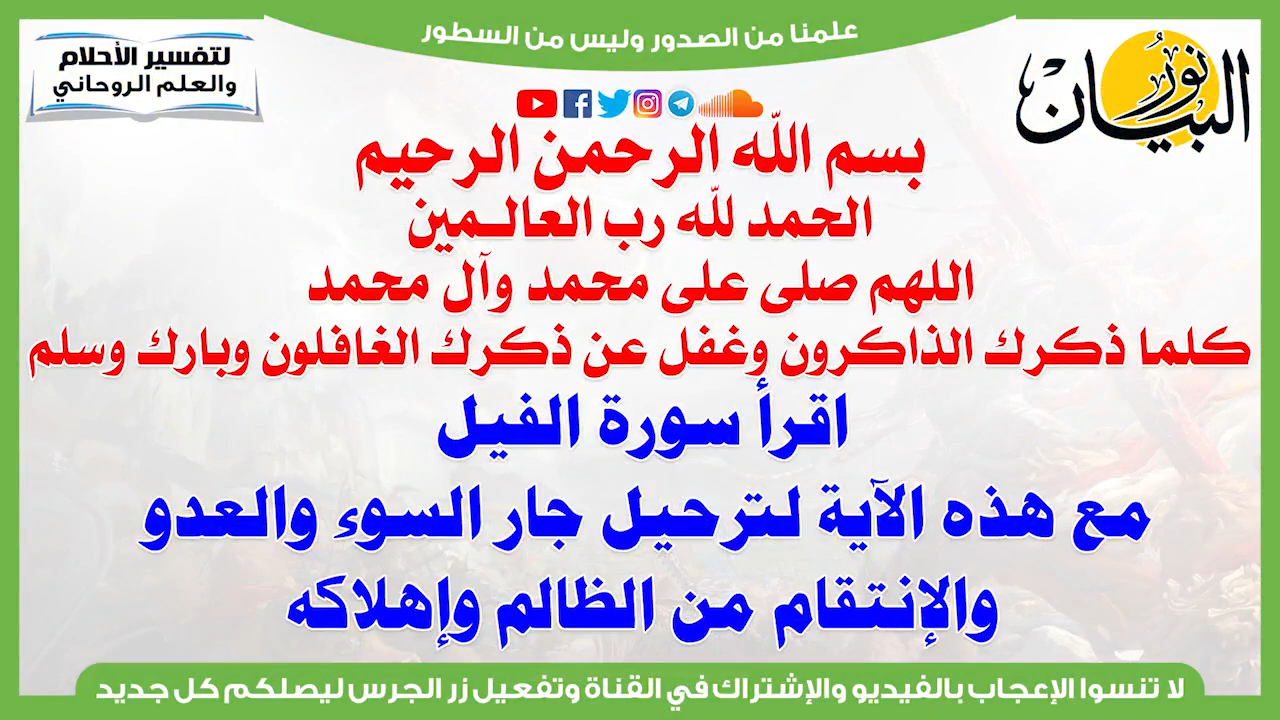 علمنا من الصدور وليس من السطور
لتفسير الأحلام
والعلم الروحاني
نورُ
البيان
بسم الله الرحمن الرحيم
الحمد لله رب العالـمين
اللهم صلى على محمد وآل محمد
كلما ذكرك الذاكرون وغفل عن ذكرك الغافلون وبارك وسلم
اقرأ سورة الفيل
مع هذه الآية لترحيل جار السوء والعدو
والإنتقام من الظالم وإهلاكه
لا تنسوا الإعجاب بالفيديو والإشتراك في القناة وتفعيل زر الجرس ليصلكم كل جديد